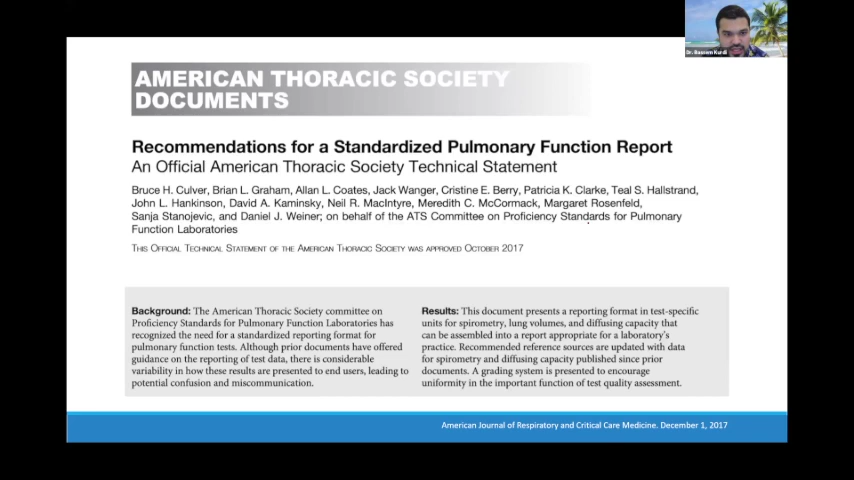 Dr. Bassem Kurdi
AMERICAN THORACIC SOCIETY
DOCUMENTS
Recommendations for a Standardized Pulmonary Function Report
An Official American Thoracic Society Technical Statement
Bruce H. Culver, Brian L. Graham, Allan L. Coates, Jack Wanger, Cristine E. Berry, Patricia K. Clarke, Teal S. Hallstrand,
John L. Hankinson, David A. Kaminsky, Neil R. MacIntyre, Meredith C. McCormack, Margaret Rosenfeld,
Sanja Stanojevic, and Daniel J. Weiner; on behalf of the ATS Committee on Proficiency Standards for Pulmonary
Function Laboratories
This Official Technical Statement of the American Thoracic Society was approved October 2017
Background: The American Thoracic Society committee on
Proficiency Standards for Pulmonary Function Laboratories has
recognized the need for a standardized reporting format for
pulmonary function tests. Although prior documents have offered
guidance on the reporting of test data, there is considerable
variability in how these results are presented to end users, leading to
potential confusion and miscommunication.
Results: This document presents a reporting format in test-specific
units for spirometry, lung volumes, and diffusing capacity that
can be assembled into a report appropriate for a laboratory's
practice. Recommended reference sources are updated with data
for spirometry and diffusing capacity published since prior
documents. A grading system is presented to encourage
uniformity in the important function of test quality assessment.
American Journal of Respiratory and Critical Care Medicine. December 1, 2017